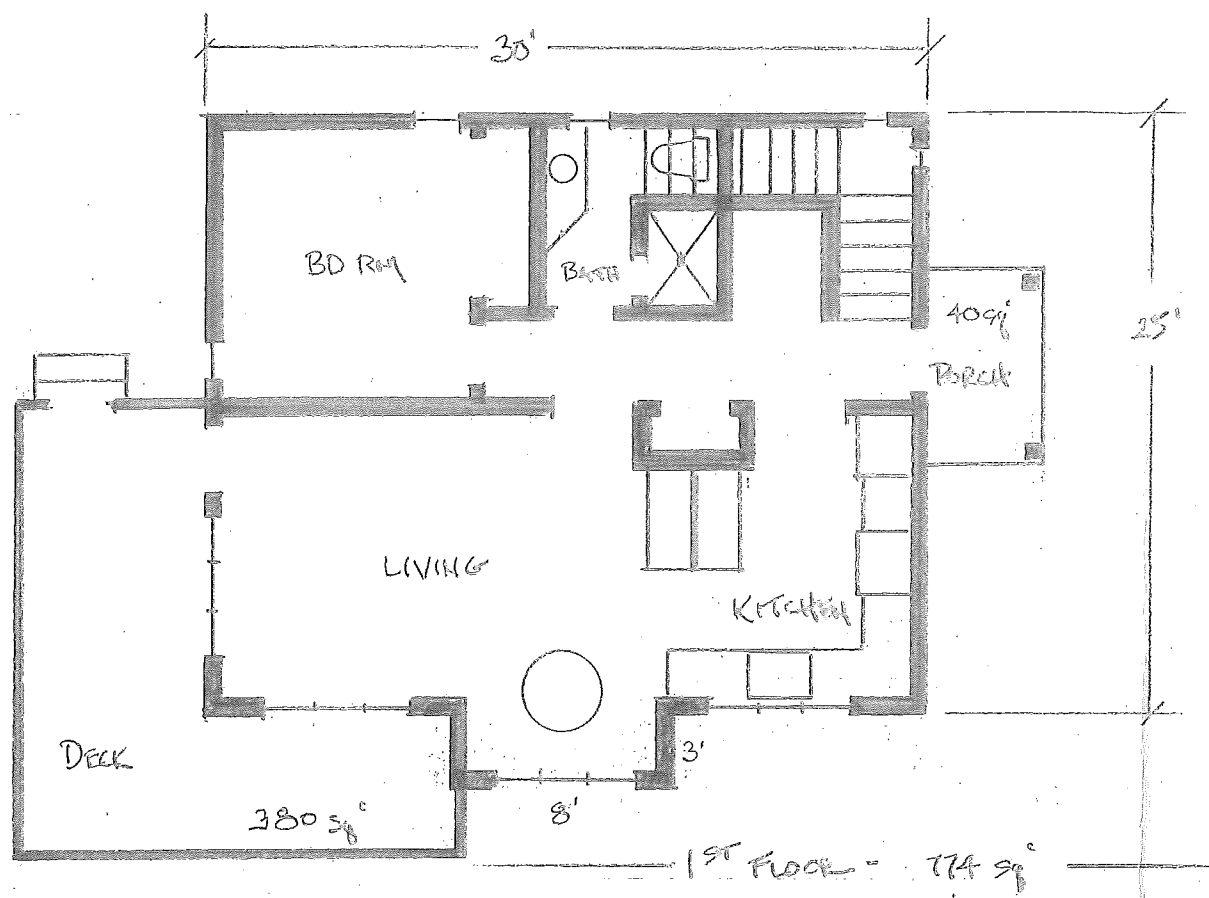 30'
BD RM
BATH
40 sq'
PORCH
25'
LIVING
KITCHEN
DECK
3'
8'
380 sq'
1ST FLOOR - 774 sq'